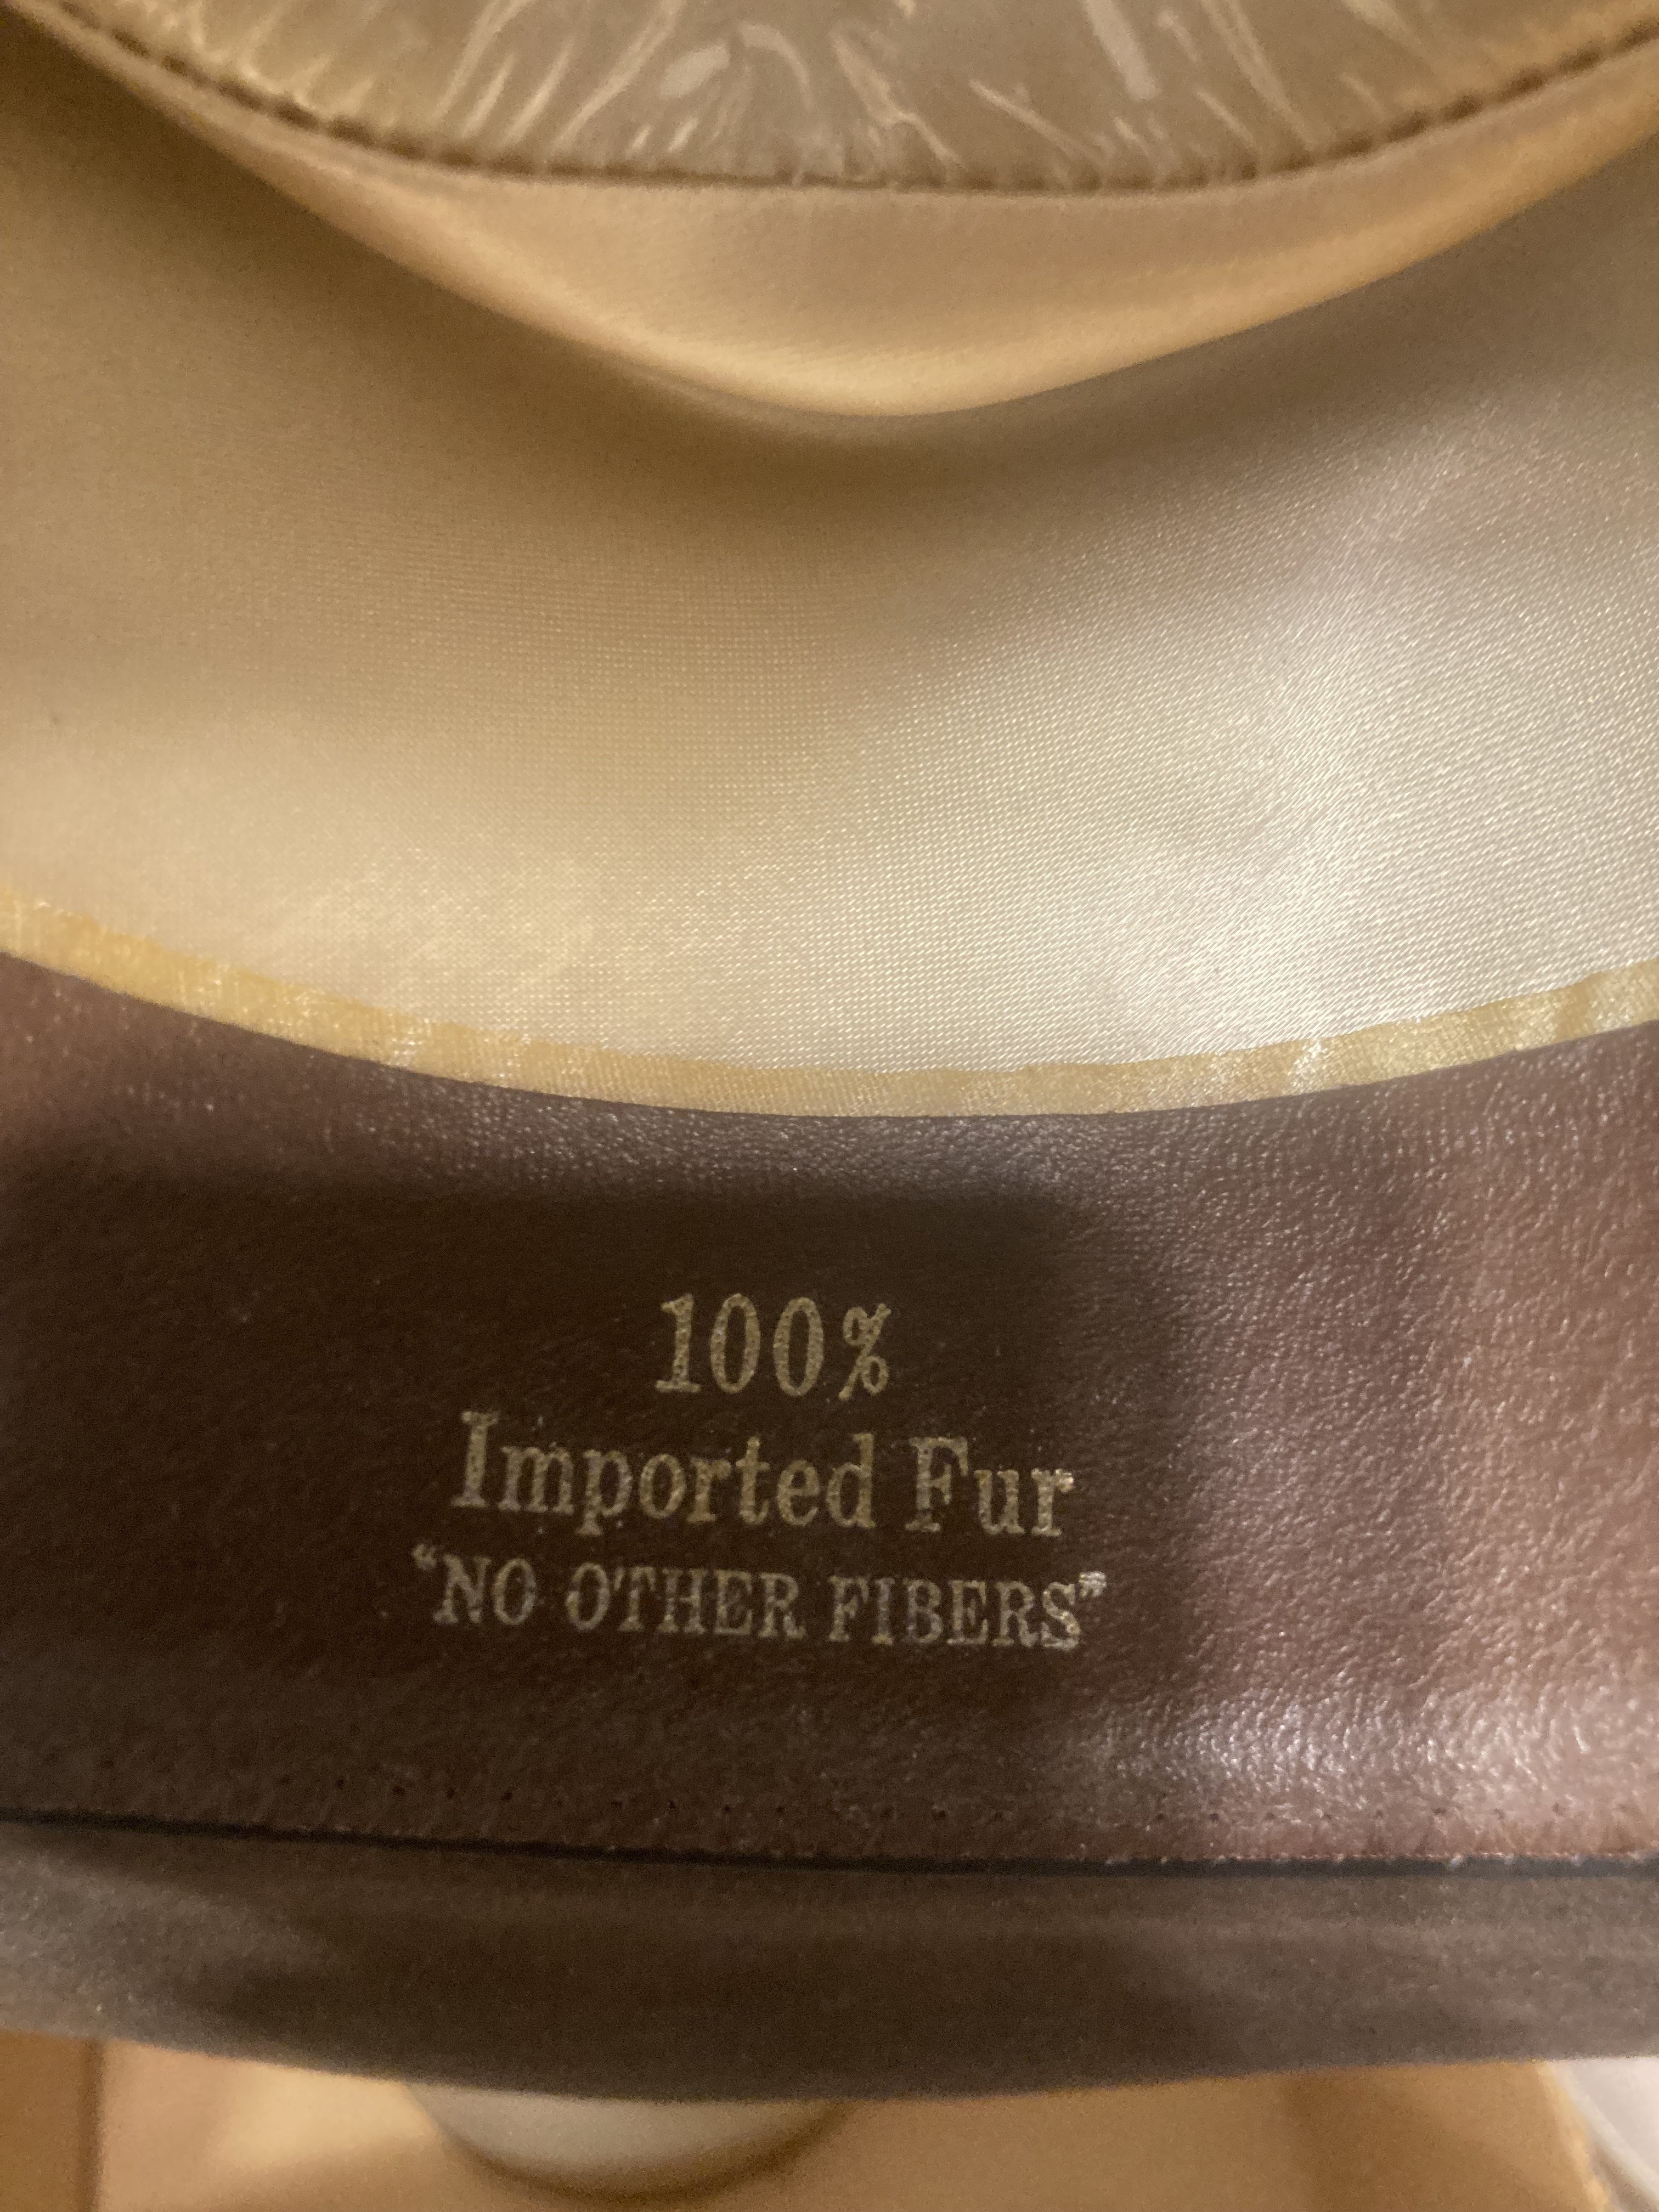 100%
Imported Fur
“NO OTHER FIBERS”